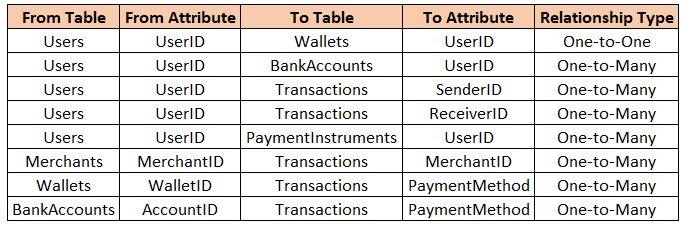 From Table From Attribute To Table To Attribute Relationship Type
Users UserID Wallets UserID One-to-One
Users UserID BankAccounts UserID One-to-Many
Users UserID Transactions SenderID One-to-Many
Users UserID Transactions ReceiverID One-to-Many
Users UserID PaymentInstruments UserID One-to-Many
Merchants MerchantID Transactions MerchantID One-to-Many
Wallets WalletID Transactions PaymentMethod One-to-Many
BankAccounts AccountID Transactions PaymentMethod One-to-Many